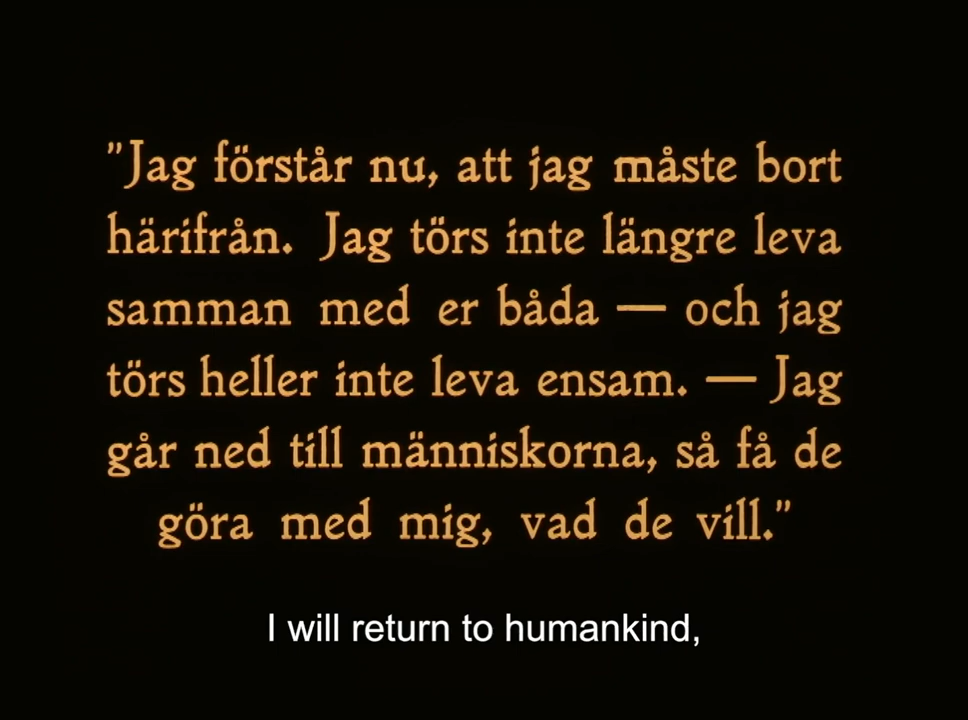 "Jag förstår nu, att jag måste bort
härifrån. Jag törs inte längre leva
samman med er båda — och jag
törs heller inte leva ensam. — Jag
går ned till människorna, så få de
göra med mig, vad de vill."
I will return to humankind,